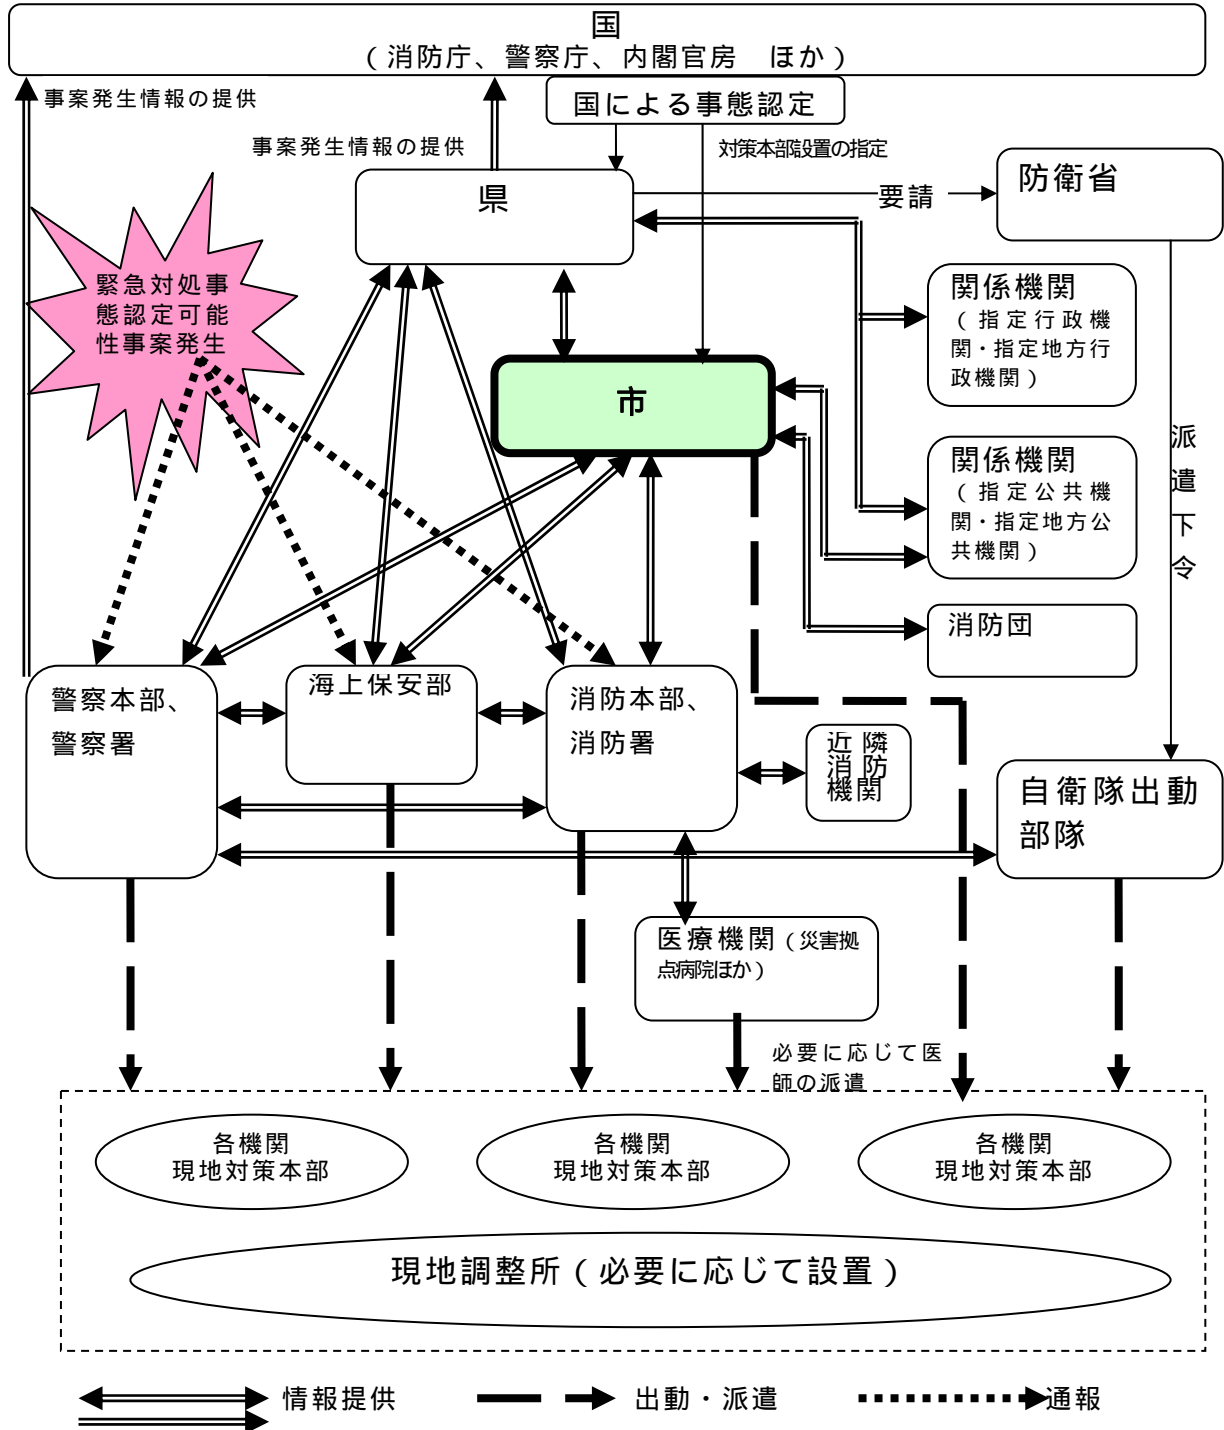 国
（消防庁、警察庁、内閣官房　ほか）
事案発生情報の提供
国による事態認定
事案発生情報の提供
対策本部設置の指定
県
要請
防衛省
緊急対処事
態認定可能
性事案発生
関係機関
（指定行政機
関・指定地方行
政機関）
市
派遣下令
関係機関
（指定公共機
関・指定地方公
共機関）
消防団
警察本部、
警察署
海上保安部
消防本部、
消防署
近隣
消防
機関
自衛隊出動
部隊
医療機関（災害拠
点病院ほか）
必要に応じて医
師の派遣
各機関
現地対策本部
各機関
現地対策本部
各機関
現地対策本部
現地調整所（必要に応じて設置）
情報提供
出動・派遣
通報